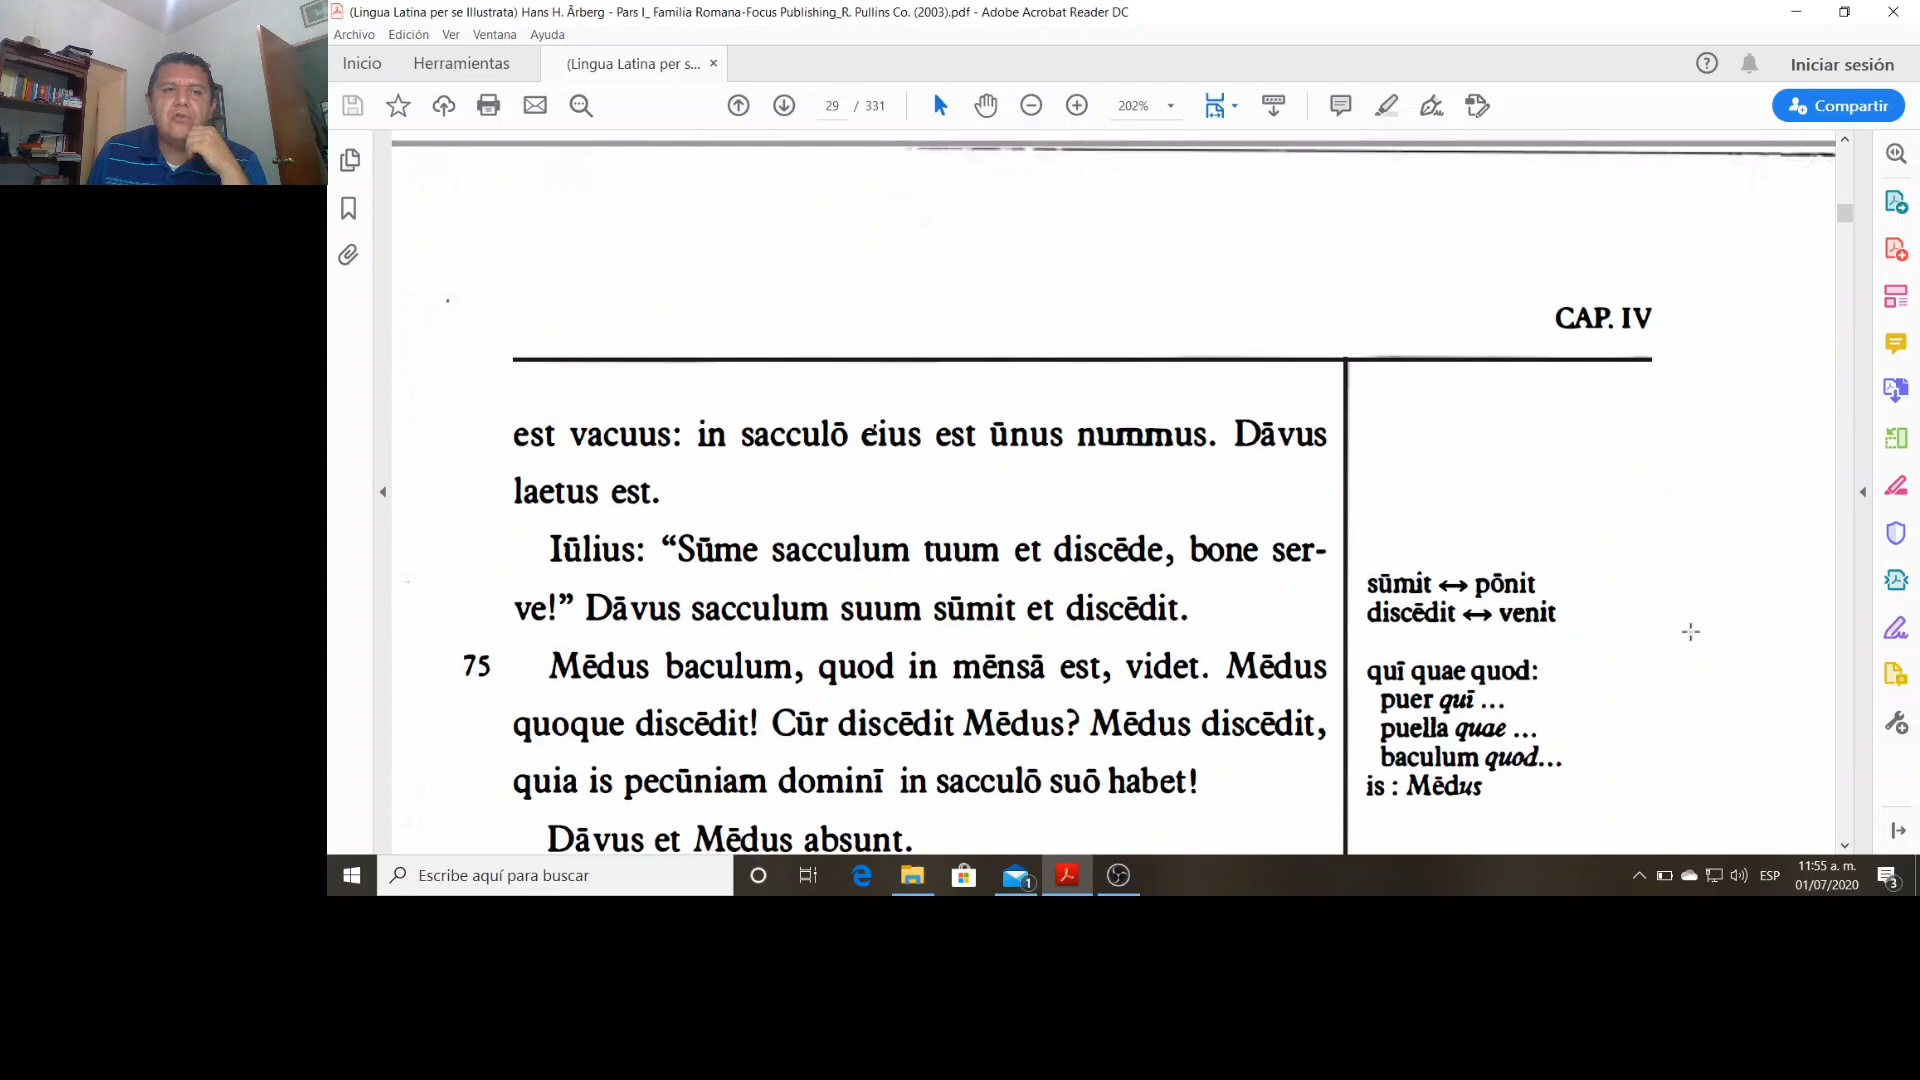 (Lingua Latina per se Illustrata) Hans H. Ãrberg - Pars I_ Familia Romana-Focus Publishing_R. Pullins Co. (2003).pdf - Adobe Acrobat Reader DC
Archivo Edición Ver Ventana Ayuda
Inicio Herramientas (Lingua Latina per s... × Iniciar sesión
29 / 331 202% Compartir
CAP. IV
est vacuus: in sacculō eius est ūnus nummus. Dāvus
laetus est.
Iūlius: “Sūme sacculum tuum et discēde, bone ser-
ve!” Dāvus sacculum suum sūmit et discēdit.
75 Mēdus baculum, quod in mēnsā est, videt. Mēdus
quoque discēdit! Cūr discēdit Mēdus? Mēdus discēdit,
quia is pecūniam dominī in sacculō suō habet!
Dāvus et Mēdus absunt.
sūmit ↔ pōnit
discēdit ↔ venit
quī quae quod:
puer quī ...
puella quae ...
baculum quod...
is : Mēdus
Escribe aquí para buscar
1
ESP
11:55 a. m.
01/07/2020
3